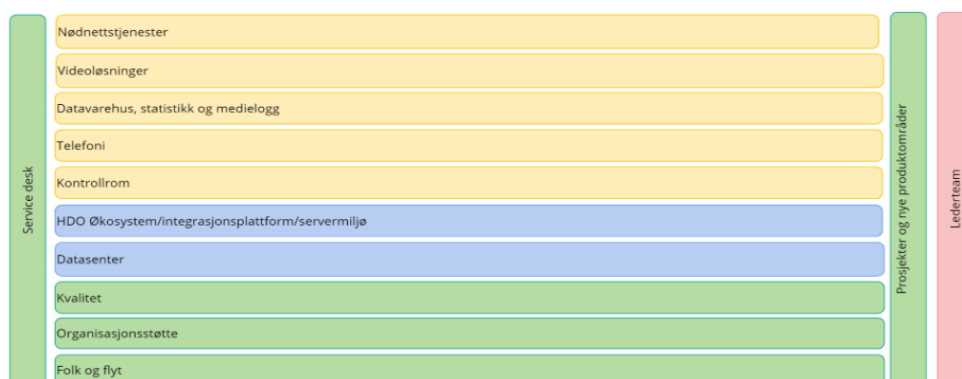 Service desk
Nødnettstjenester
Videoløsninger
Datavarehus, statistikk og medielogg
Telefoni
Kontrollrom
HDO Økosystem/integrasjonsplattform/servermiljø
Datasenter
Kvalitet
Organisasjonsstøtte
Folk og flyt
Prosjekter og nye produktområder
Lederteam